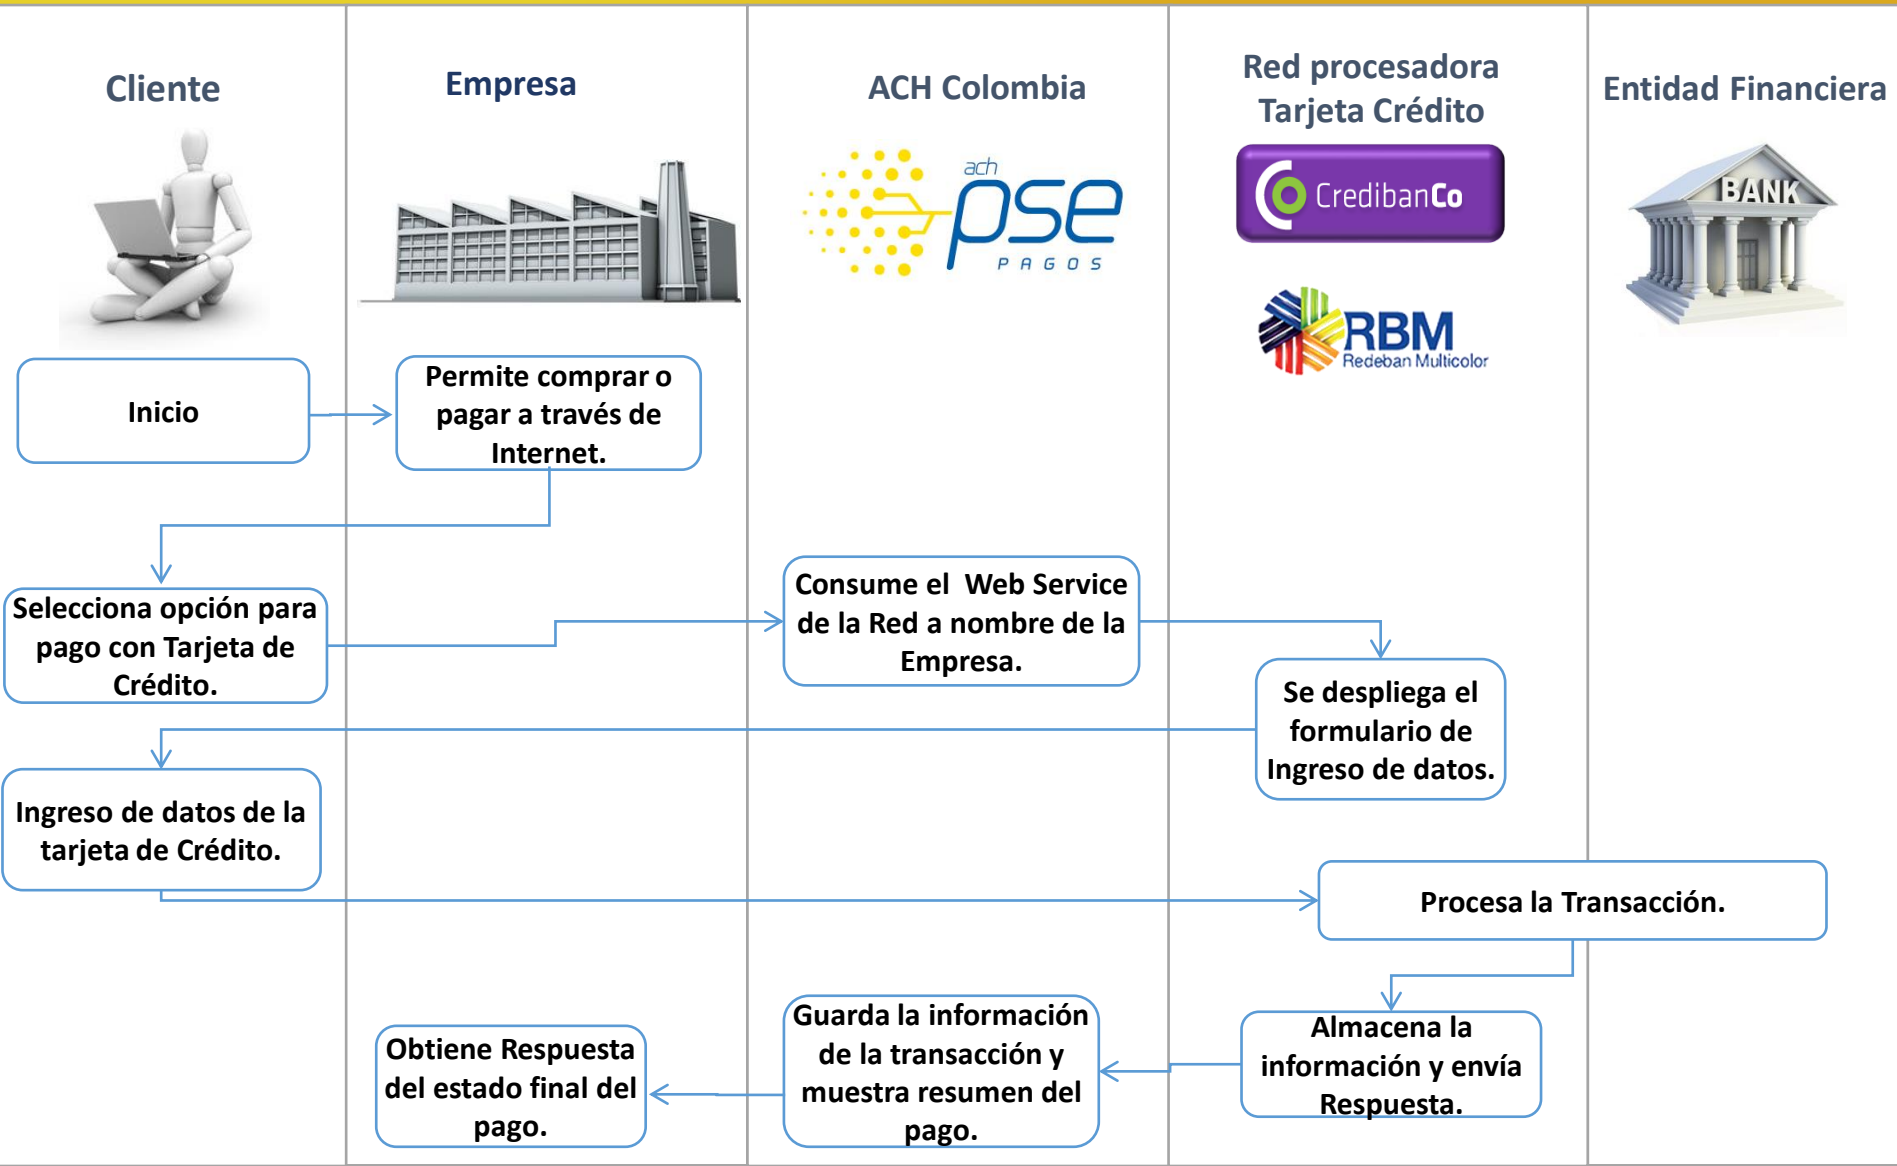 Cliente
Empresa
ACH Colombia
Red procesadora
Tarjeta Crédito
Entidad Financiera
ach
pse
PAGOS
CredibanCo
BANK
RBM
Redeban Multicolor
Inicio
Permite comprar o
pagar a través de
Internet.
Selecciona opción para
pago con Tarjeta de
Crédito.
Consume el  Web Service
de la Red a nombre de la
Empresa.
Se despliega el
formulario de
Ingreso de datos.
Ingreso de datos de la
tarjeta de Crédito.
Procesa la Transacción.
Almacena la
información y envía
Respuesta.
Guarda la información
de la transacción y
muestra resumen del
pago.
Obtiene Respuesta
del estado final del
pago.